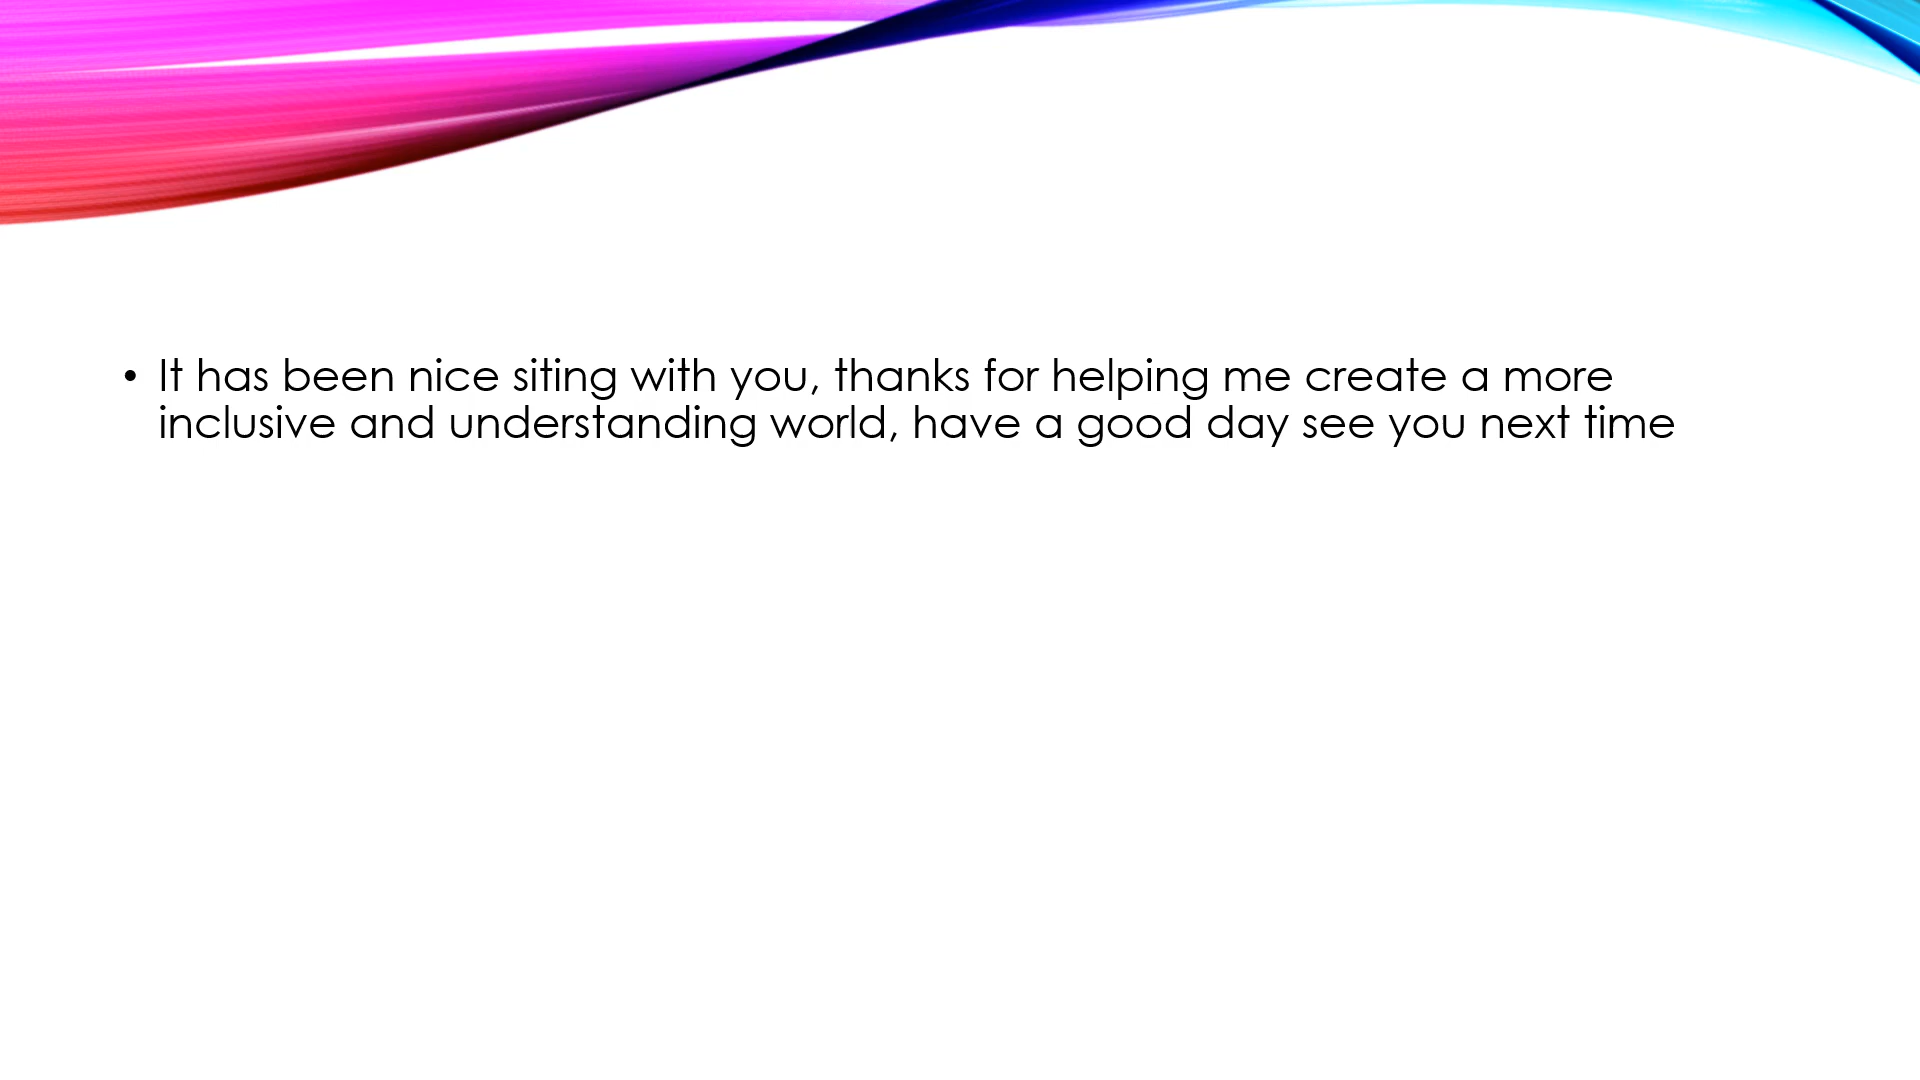 • It has been nice siting with you, thanks for helping me create a more
inclusive and understanding world, have a good day see you next time